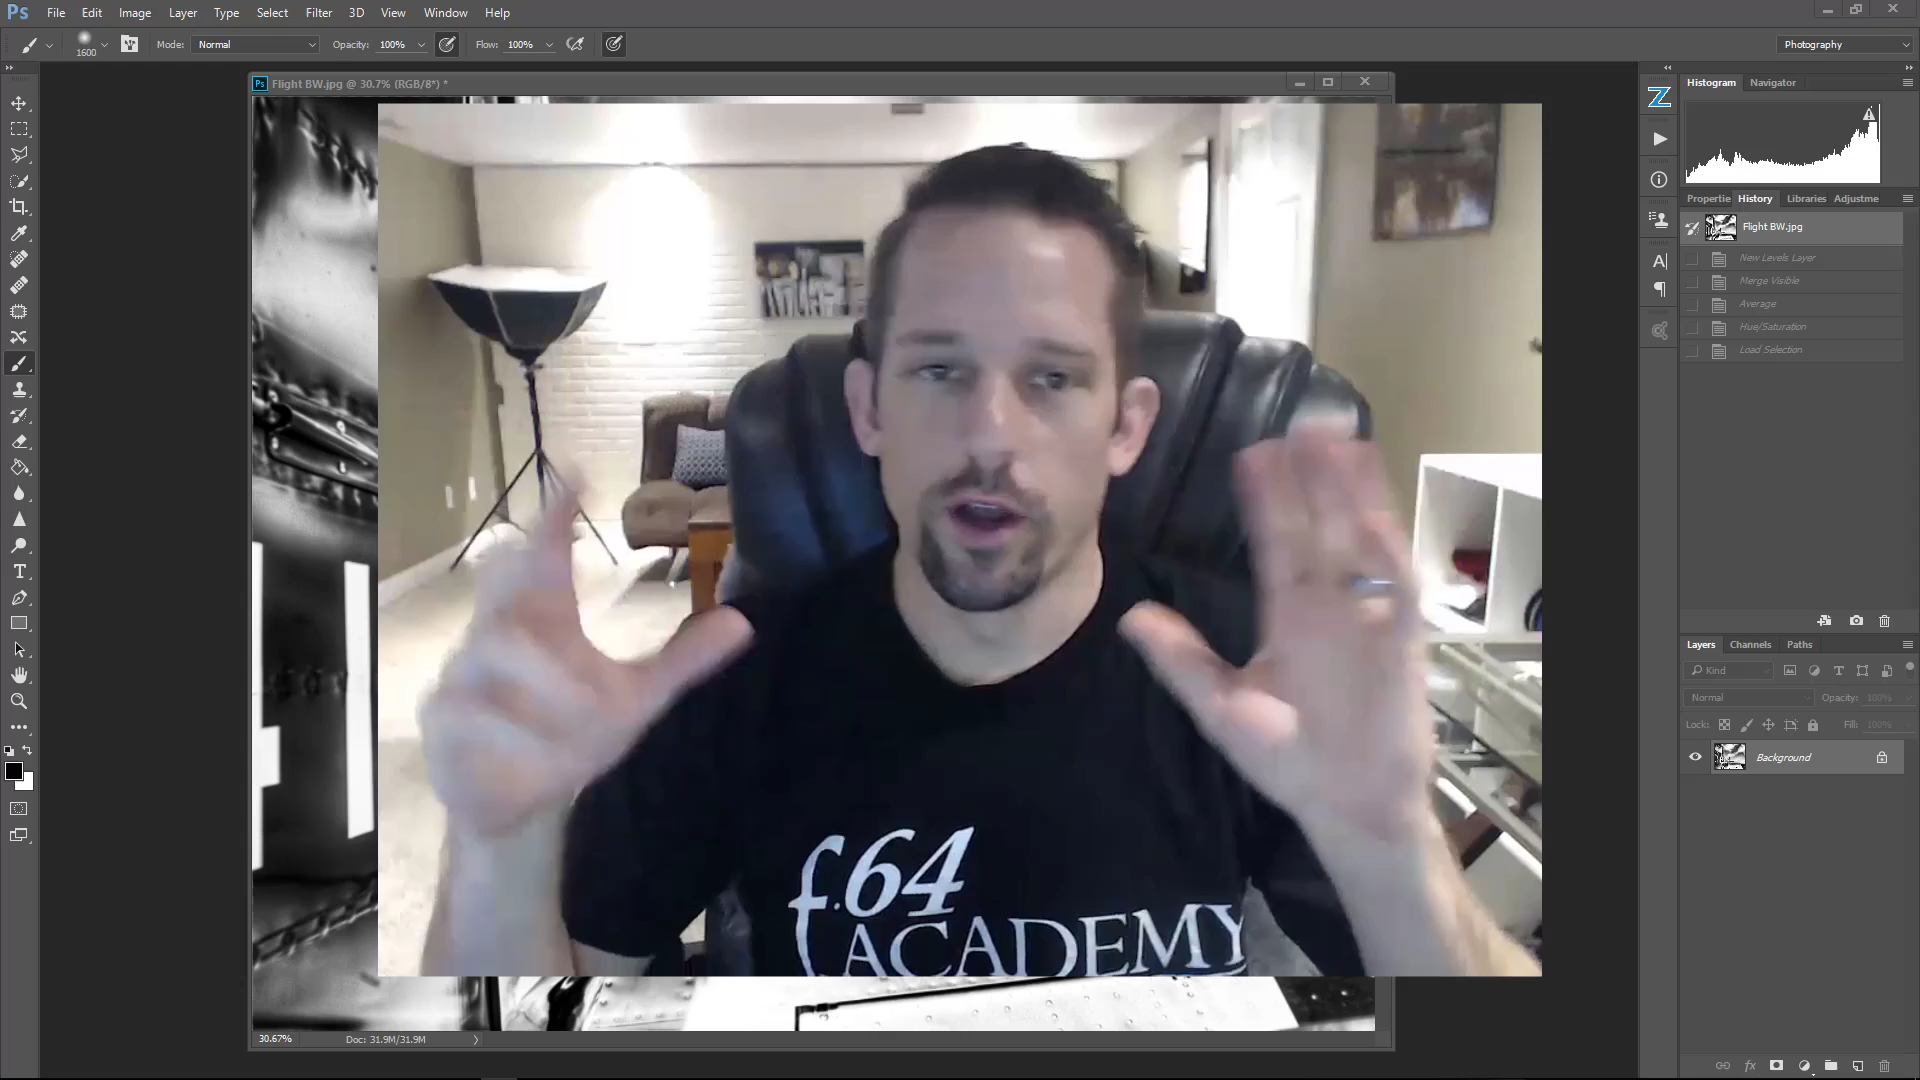 Ps File Edit Image Layer Type Select Filter 3D View Window Help
1600 Mode: Normal Opacity: 100% Flow: 100% Photography
Ps Flight BW.jpg @ 30.7% (RGB/8*) *
Histogram Navigator
Propertie History Libraries Adjustme
Flight BW.jpg
New Levels Layer
Merge Visible
Average
Hue/Saturation
Load Selection
f.64
ACADEMY
Layers Channels Paths
Kind
Normal Opacity: 100%
Lock: Fill: 100%
Background
30.67% Doc: 31.9M/31.9M